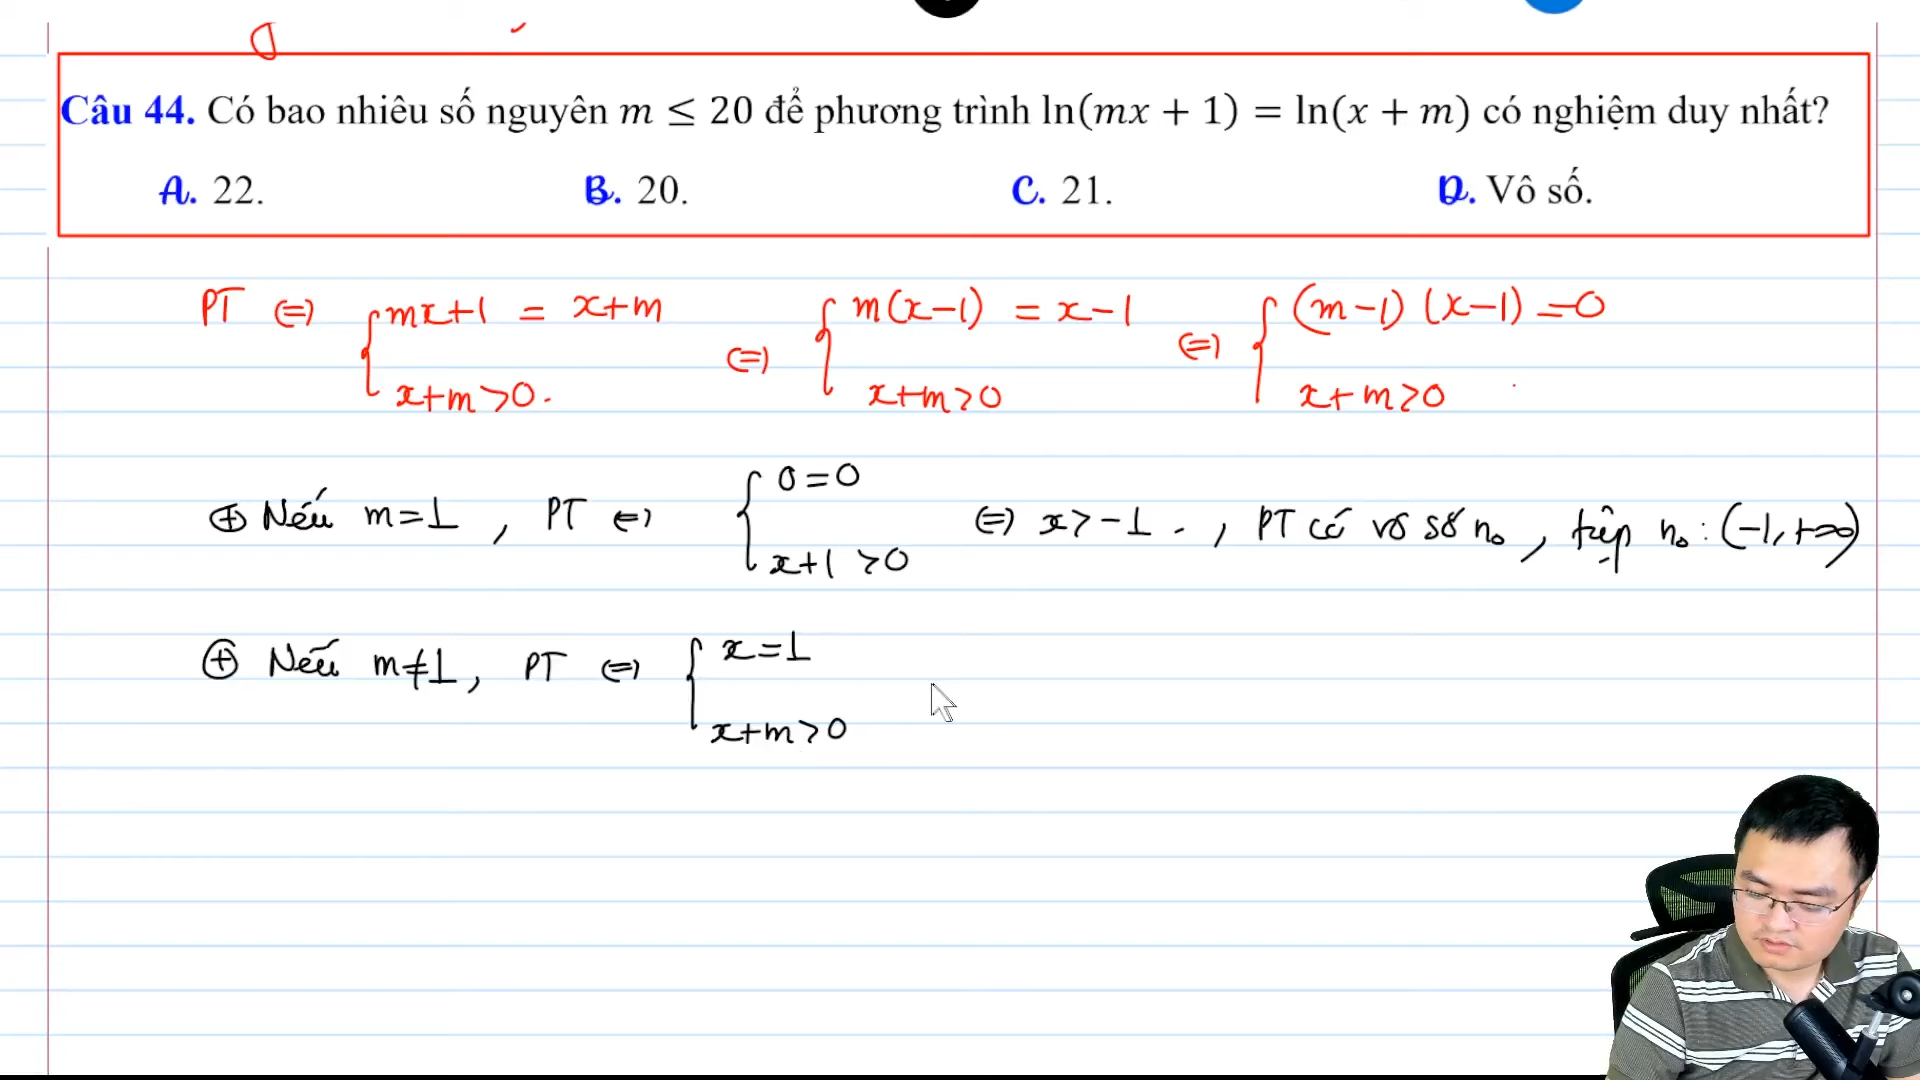 Câu 44. Có bao nhiêu số nguyên m ≤ 20 để phương trình ln(mx + 1) = ln(x + m) có nghiệm duy nhất?
A. 22. B. 20. C. 21. D. Vô số.
PT ⇔ { mx+1 = x+m ⇔ { m(x-1) = x-1 ⇔ { (m-1)(x-1) = 0
x+m>0. x+m>0 x+m>0
⊕ Nếu m=1, PT ⇔ { 0=0 ⇔ x>-1., PT có vô số n₀, tập n₀: (-1,+∞)
x+1>0
⊕ Nếu m≠1, PT ⇔ { x=1
x+m>0